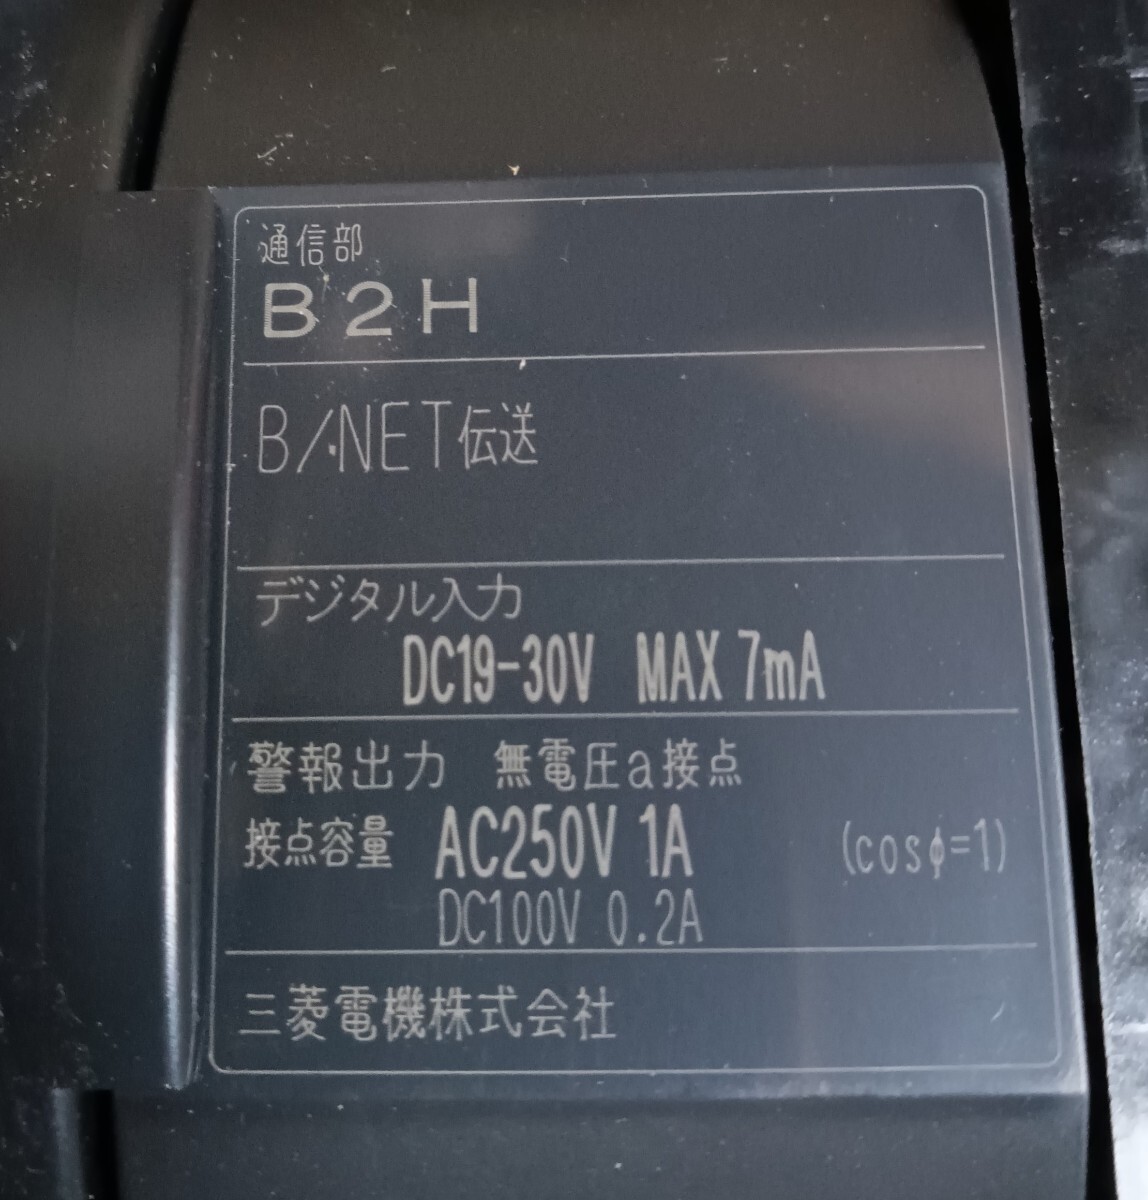 通信部
B2H
B/NET伝送
デジタル入力
DC19-30V MAX 7mA
警報出力 無電圧a接点
接点容量 AC250V 1A (cosφ=1)
DC100V 0.2A
三菱電機株式会社